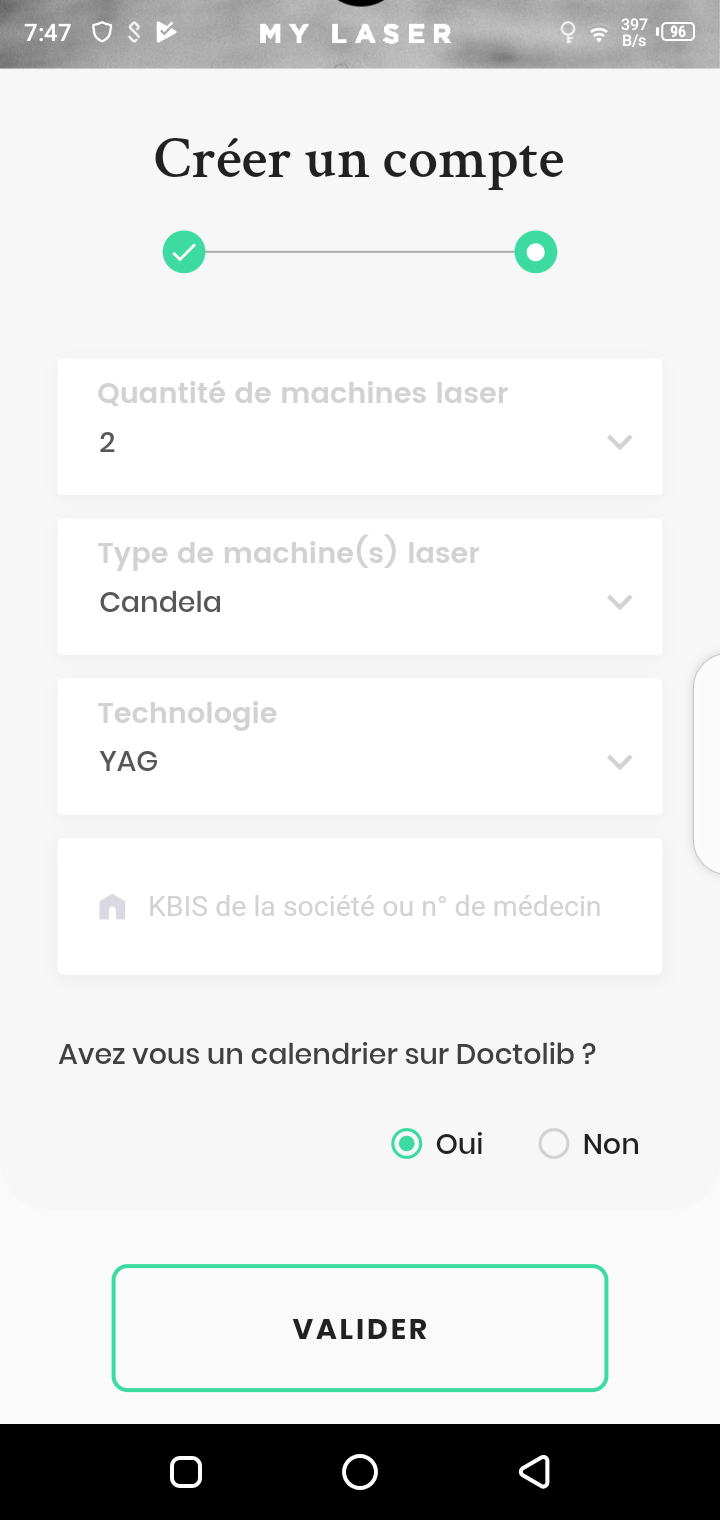 7:47 MY LASER 397 B/s 96
Créer un compte
Quantité de machines laser
2
Type de machine(s) laser
Candela
Technologie
YAG
KBIS de la société ou n° de médecin
Avez vous un calendrier sur Doctolib ?
Oui Non
VALIDER